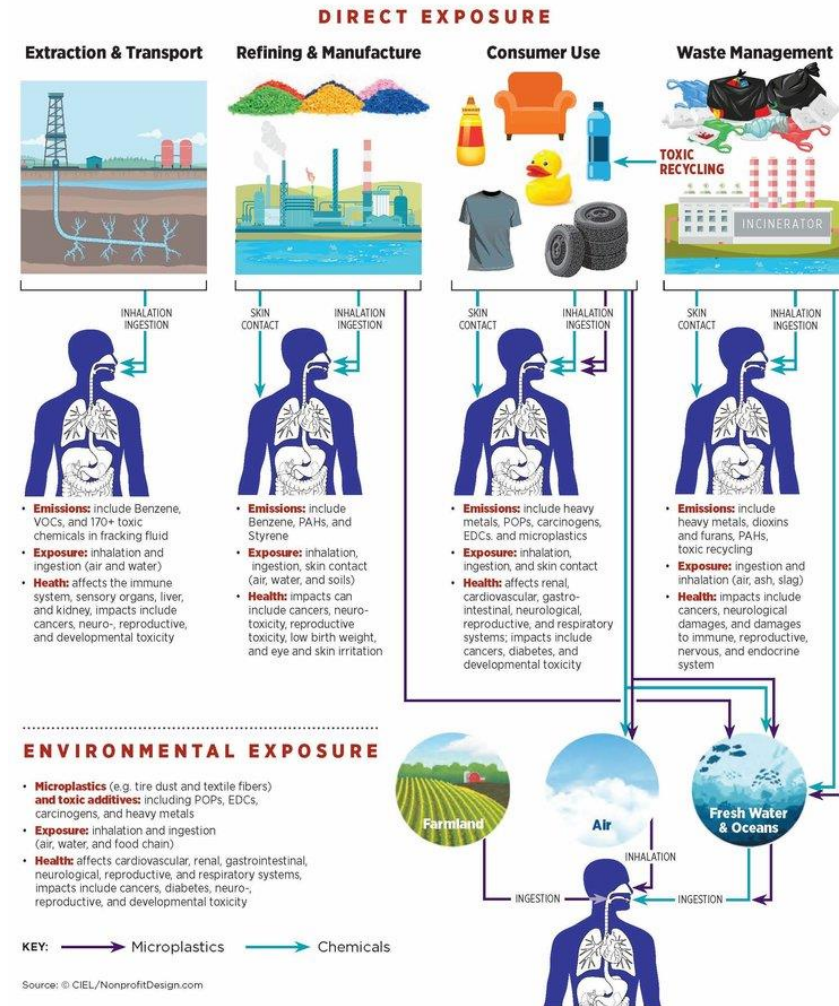 DIRECT EXPOSURE
Extraction & Transport
Refining & Manufacture
Consumer Use
Waste Management
TOXIC
RECYCLING
INCINERATOR
INHALATION
INGESTION
SKIN
CONTACT
INHALATION
INGESTION
SKIN
CONTACT
INHALATION
INGESTION
SKIN
CONTACT
INHALATION
INGESTION
• Emissions: include Benzene,
VOCs, and 170+ toxic
chemicals in fracking fluid
• Exposure: inhalation and
ingestion (air and water)
• Heath: affects the immune
system, sensory organs, liver,
and kidney, impacts include
cancers, neuro-, reproductive,
and developmental toxicity
• Emissions: include
Benzene, PAHs, and
Styrene
• Exposure: inhalation,
ingestion, skin contact
(air, water, and soils)
• Health: impacts can
include cancers, neuro-
toxicity, reproductive
toxicity, low birth weight,
and eye and skin irritation
• Emissions: include heavy
metals, POPs, carcinogens,
EDCs. and microplastics
• Exposure: inhalation,
ingestion, and skin contact
• Health: affects renal,
cardiovascular, gastro-
intestinal, neurological,
reproductive, and respiratory
systems; impacts include
cancers, diabetes, and
developmental toxicity
• Emissions: include
heavy metals, dioxins
and furans, PAHs,
toxic recycling
• Exposure: ingestion and
inhalation (air, ash, slag)
• Health: impacts include
cancers, neurological
damages, and damages
to immune, reproductive,
nervous, and endocrine
system
ENVIRONMENTAL EXPOSURE
• Microplastics (e.g. tire dust and textile fibers)
and toxic additives: including POPs, EDCs,
carcinogens, and heavy metals
• Exposure: inhalation and ingestion
(air, water, and food chain)
• Health: affects cardiovascular, renal, gastrointestinal,
neurological, reproductive, and respiratory systems,
impacts include cancers, diabetes, neuro-,
reproductive, and developmental toxicity
Farmland
Air
Fresh Water
& Oceans
INHALATION
INGESTION
INGESTION
KEY: Microplastics Chemicals
Source: © CIEL/NonprofitDesign.com